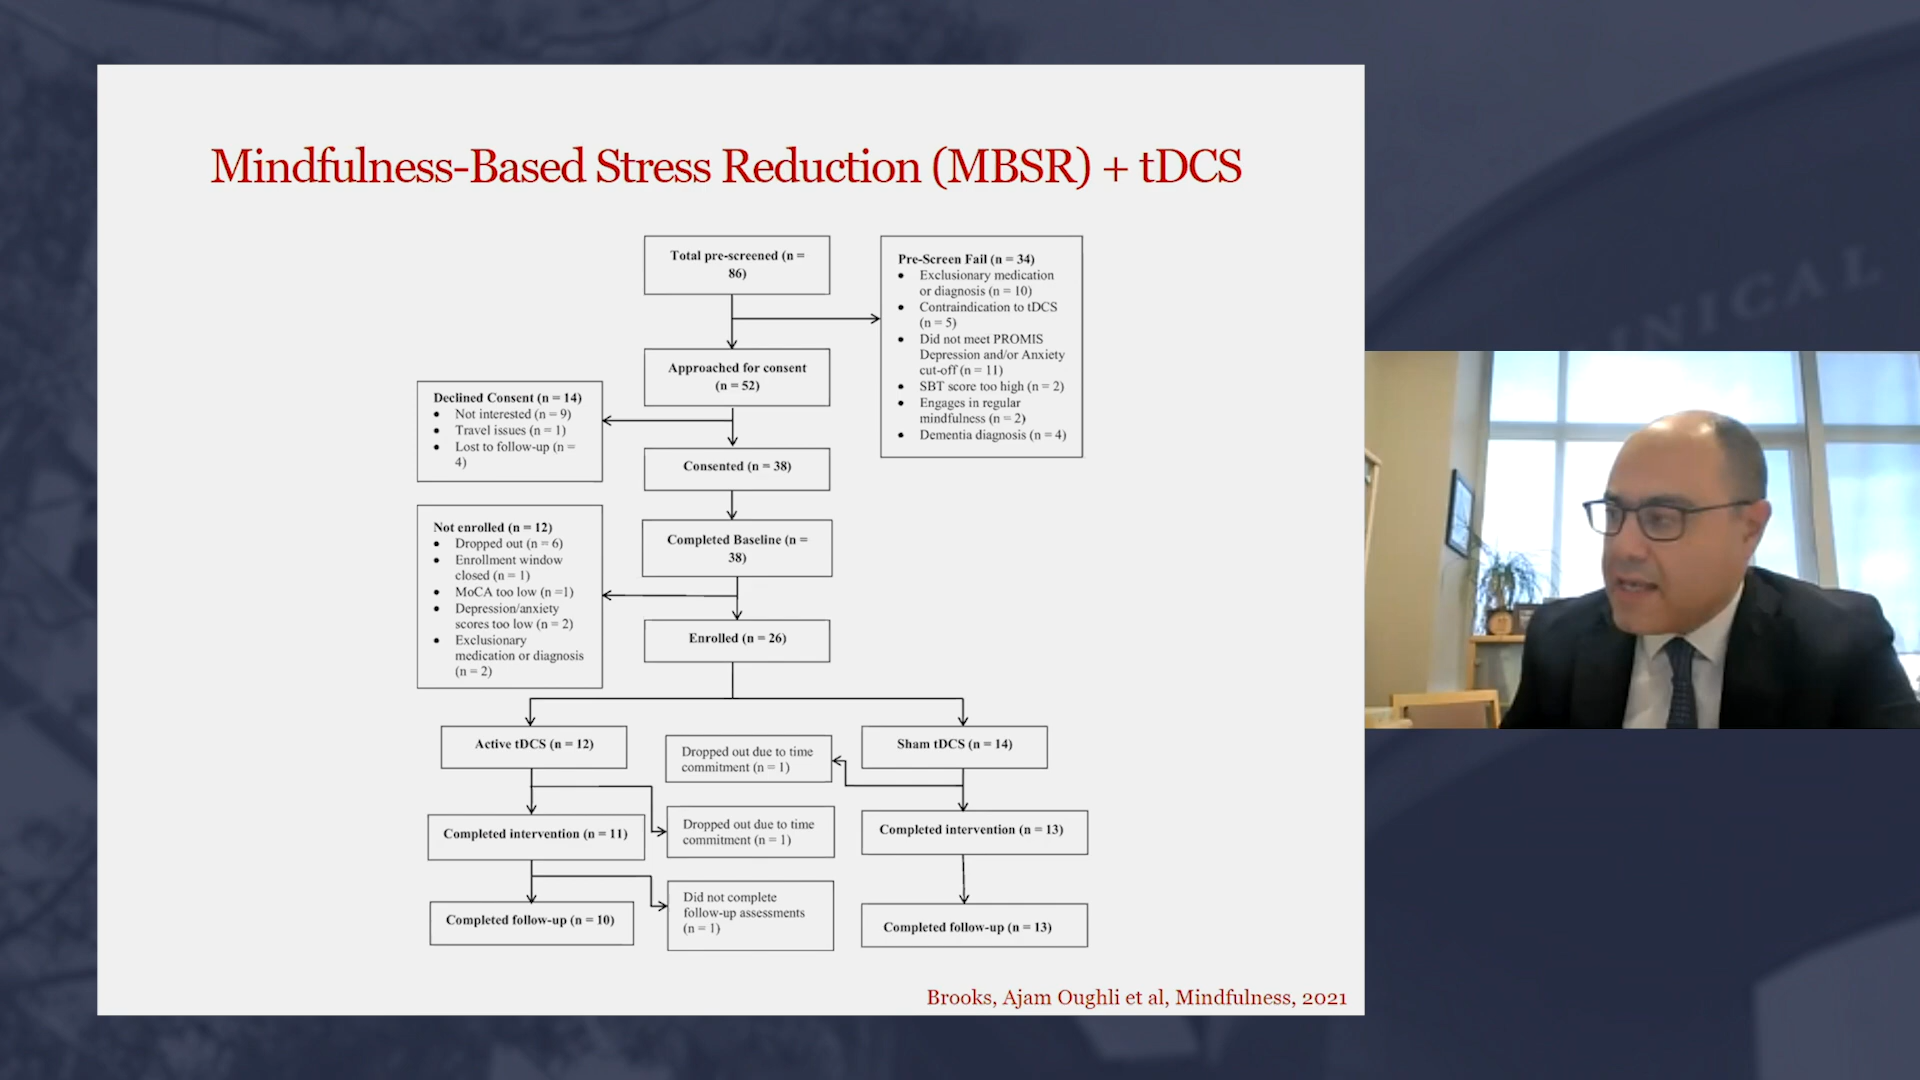 Mindfulness-Based Stress Reduction (MBSR) + tDCS
Total pre-screened (n =
86)
Pre-Screen Fail (n = 34)
• Exclusionary medication
or diagnosis (n = 10)
• Contraindication to tDCS
(n = 5)
• Did not meet PROMIS
Depression and/or Anxiety
cut-off (n = 11)
• SBT score too high (n = 2)
• Engages in regular
mindfulness (n = 2)
• Dementia diagnosis (n = 4)
Approached for consent
(n = 52)
Declined Consent (n = 14)
• Not interested (n = 9)
• Travel issues (n = 1)
• Lost to follow-up (n =
4)
Consented (n = 38)
Completed Baseline (n =
38)
Not enrolled (n = 12)
• Dropped out (n = 6)
• Enrollment window
closed (n = 1)
• MoCA too low (n =1)
• Depression/anxiety
scores too low (n = 2)
• Exclusionary
medication or diagnosis
(n = 2)
Enrolled (n = 26)
Active tDCS (n = 12)
Dropped out due to time
commitment (n = 1)
Sham tDCS (n = 14)
Completed intervention (n = 11)
Dropped out due to time
commitment (n = 1)
Completed intervention (n = 13)
Completed follow-up (n = 10)
Did not complete
follow-up assessments
(n = 1)
Completed follow-up (n = 13)
Brooks, Ajam Oughli et al, Mindfulness, 2021